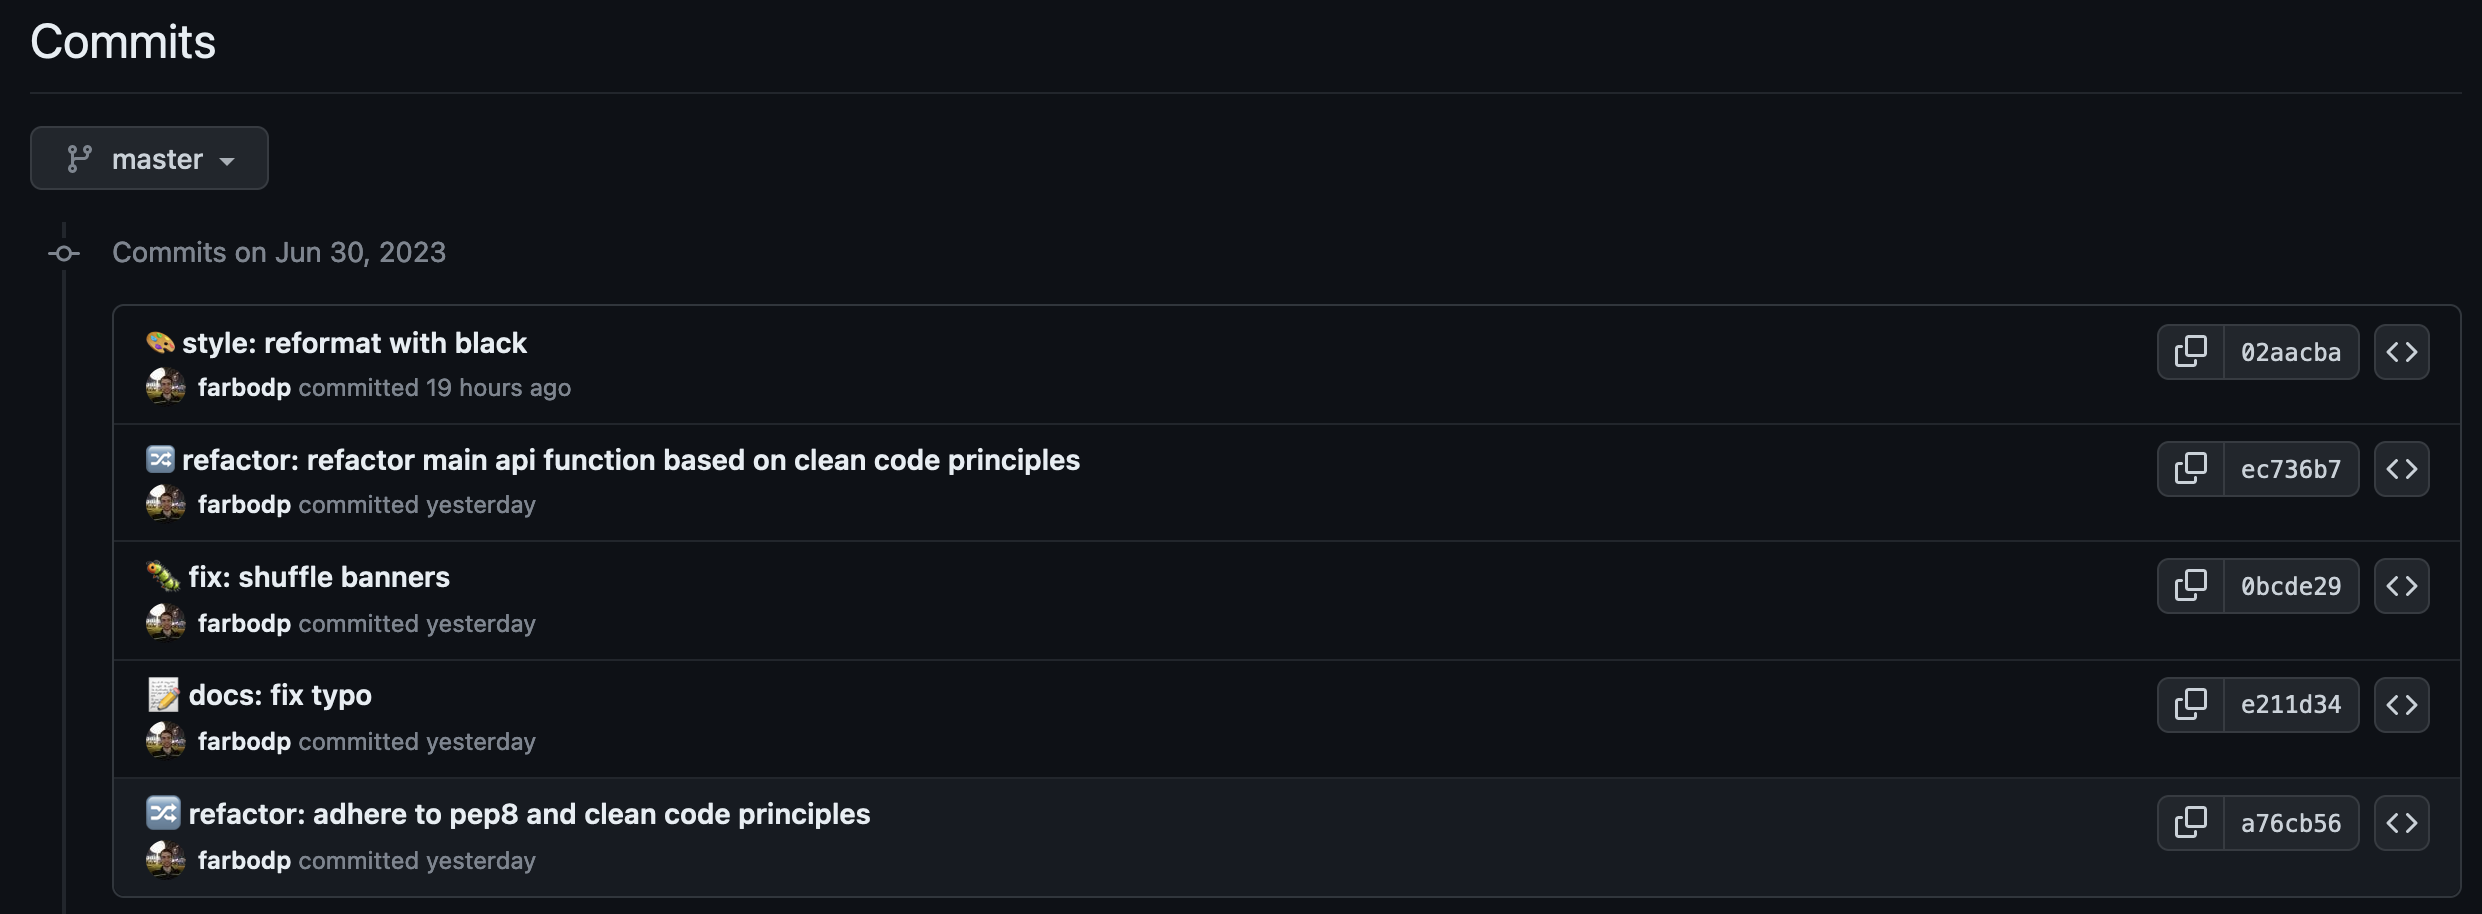 Commits
master
Commits on Jun 30, 2023
🎨 style: reformat with black
farbodp committed 19 hours ago
02aacba
🔀 refactor: refactor main api function based on clean code principles
farbodp committed yesterday
ec736b7
🐛 fix: shuffle banners
farbodp committed yesterday
0bcde29
📝 docs: fix typo
farbodp committed yesterday
e211d34
🔀 refactor: adhere to pep8 and clean code principles
farbodp committed yesterday
a76cb56